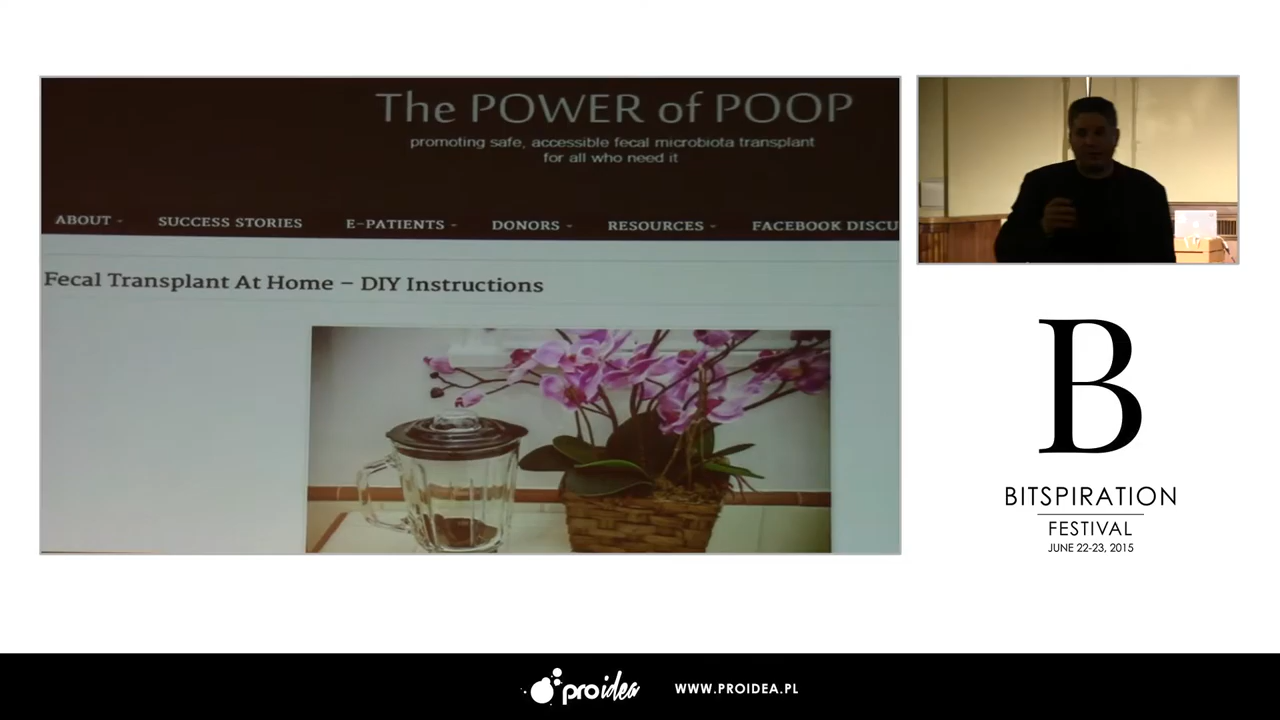 The POWER of POOP
promoting safe, accessible fecal microbiota transplant
for all who need it
ABOUT
SUCCESS STORIES
E-PATIENTS
DONORS
RESOURCES
FACEBOOK DISCU
Fecal Transplant At Home – DIY Instructions
B
BITSPIRATION
FESTIVAL
JUNE 22-23, 2015
proidea
WWW.PROIDEA.PL